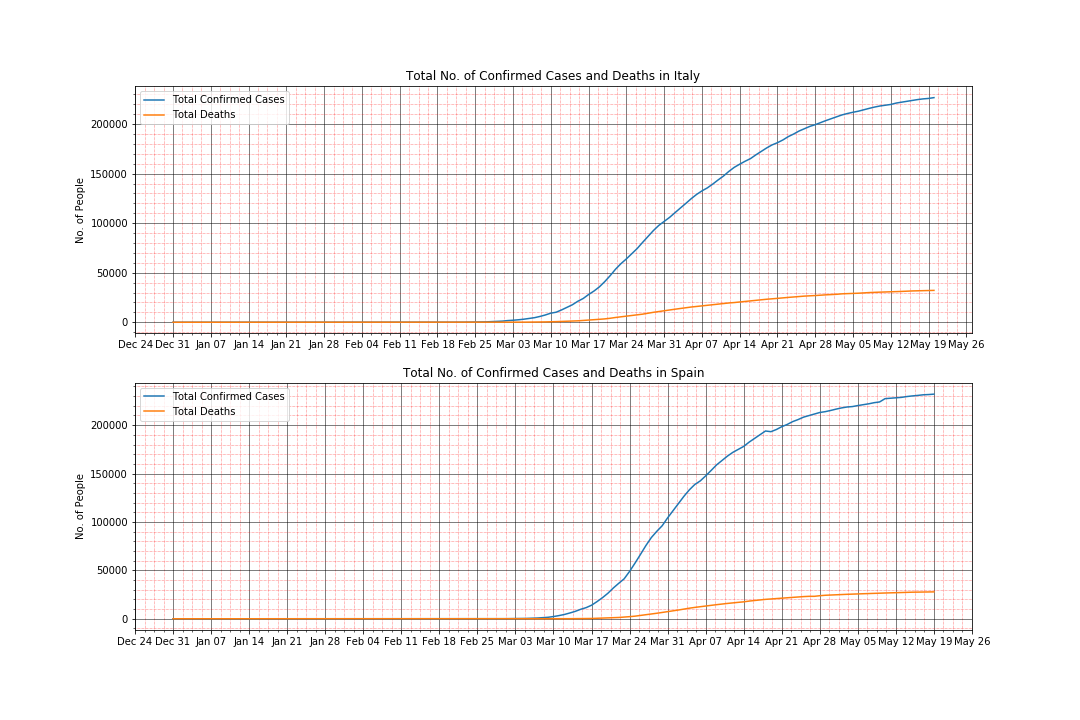 Total No. of Confirmed Cases and Deaths in Italy
Total Confirmed Cases
Total Deaths
No. of People
200000
150000
100000
50000
0
Dec 24 Dec 31 Jan 07 Jan 14 Jan 21 Jan 28 Feb 04 Feb 11 Feb 18 Feb 25 Mar 03 Mar 10 Mar 17 Mar 24 Mar 31 Apr 07 Apr 14 Apr 21 Apr 28 May 05 May 12 May 19 May 26
Total No. of Confirmed Cases and Deaths in Spain
Total Confirmed Cases
Total Deaths
No. of People
200000
150000
100000
50000
0
Dec 24 Dec 31 Jan 07 Jan 14 Jan 21 Jan 28 Feb 04 Feb 11 Feb 18 Feb 25 Mar 03 Mar 10 Mar 17 Mar 24 Mar 31 Apr 07 Apr 14 Apr 21 Apr 28 May 05 May 12 May 19 May 26